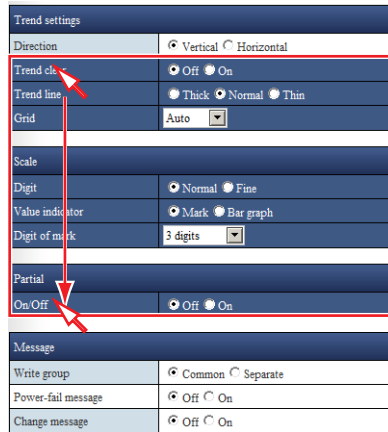 Trend settings
Direction Vertical Horizontal
Trend clear Off On
Trend line Thick Normal Thin
Grid Auto
Scale
Digit Normal Fine
Value indicator Mark Bar graph
Digit of mark 3 digits
Partial
On/Off Off On
Message
Write group Common Separate
Power-fail message Off On
Change message Off On